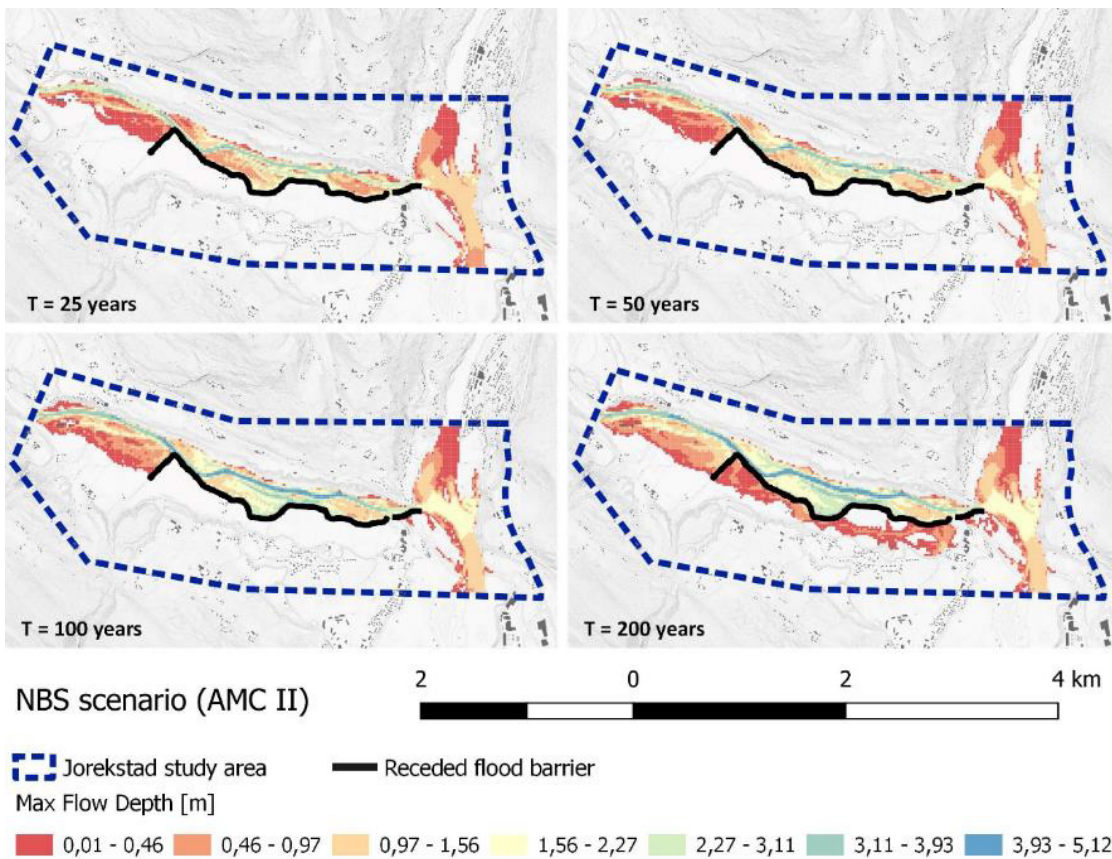 T = 25 years
T = 50 years
T = 100 years
T = 200 years
NBS scenario (AMC II)
2 0 2 4 km
Jorekstad study area
Receded flood barrier
Max Flow Depth [m]
0,01 - 0,46
0,46 - 0,97
0,97 - 1,56
1,56 - 2,27
2,27 - 3,11
3,11 - 3,93
3,93 - 5,12